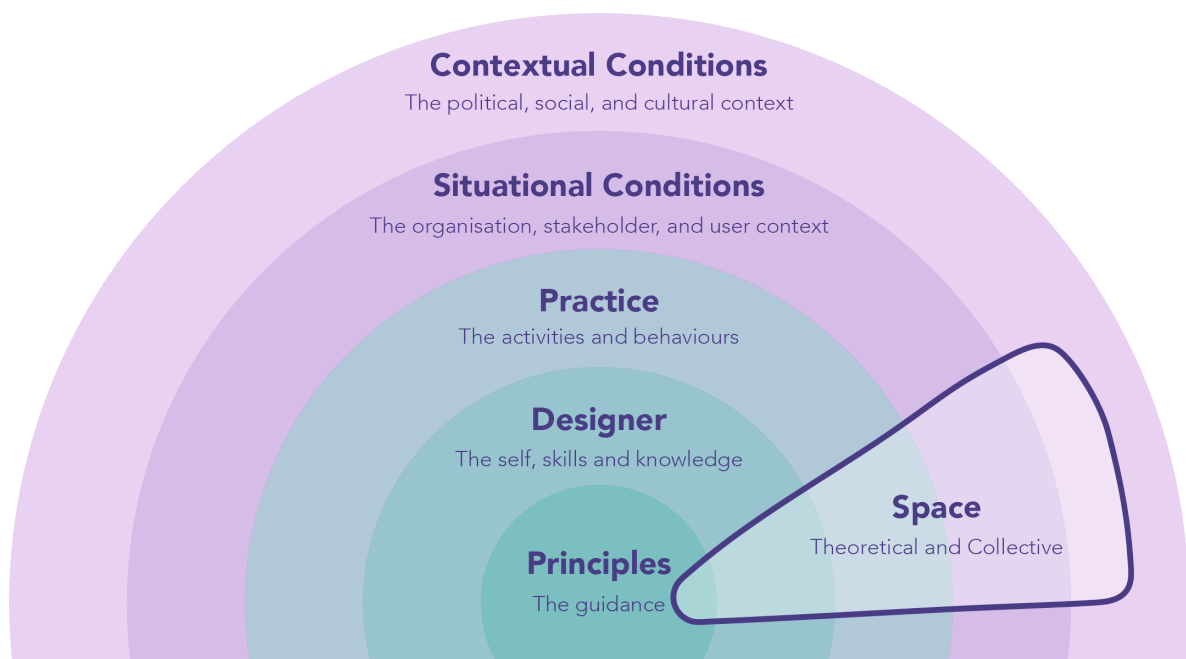 Contextual Conditions
The political, social, and cultural context
Situational Conditions
The organisation, stakeholder, and user context
Practice
The activities and behaviours
Designer
The self, skills and knowledge
Principles
The guidance
Space
Theoretical and Collective